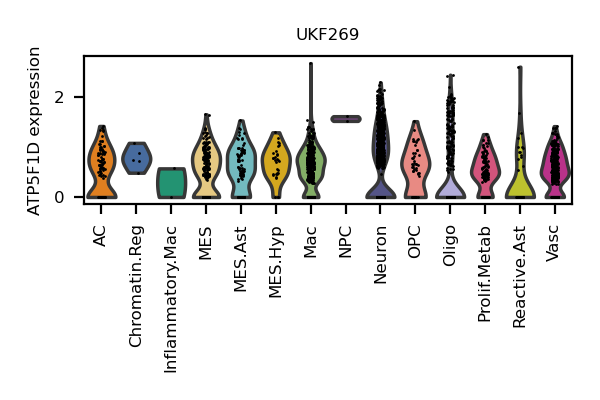 UKF269
ATP5F1D expression
2
0
AC
Chromatin.Reg
Inflammatory.Mac
MES
MES.Ast
MES.Hyp
Mac
NPC
Neuron
OPC
Oligo
Prolif.Metab
Reactive.Ast
Vasc